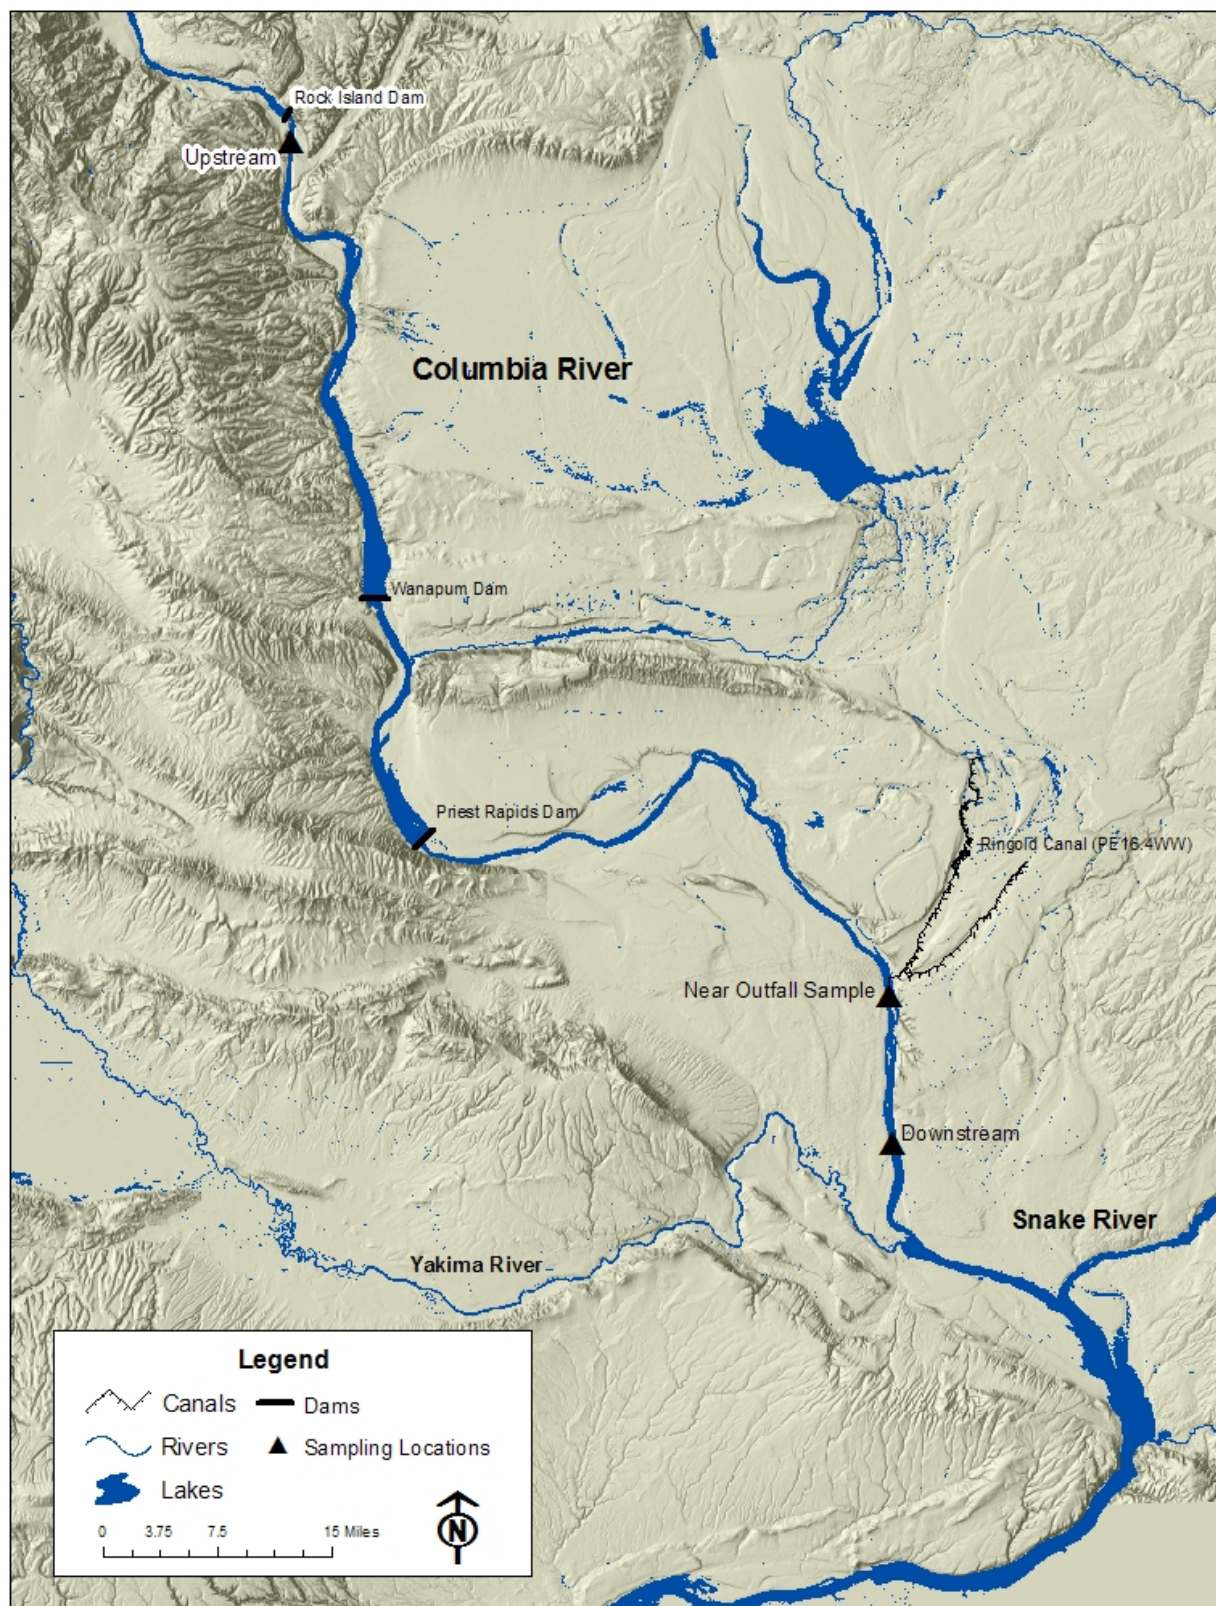 Rock Island Dam
Upstream
Columbia River
Wanapum Dam
Priest Rapids Dam
Ringold Canal (PE16.4WW)
Near Outfall Sample
Downstream
Snake River
Yakima River
Legend
Canals
Dams
Rivers
Sampling Locations
Lakes
0 3.75 7.5 15 Miles
N